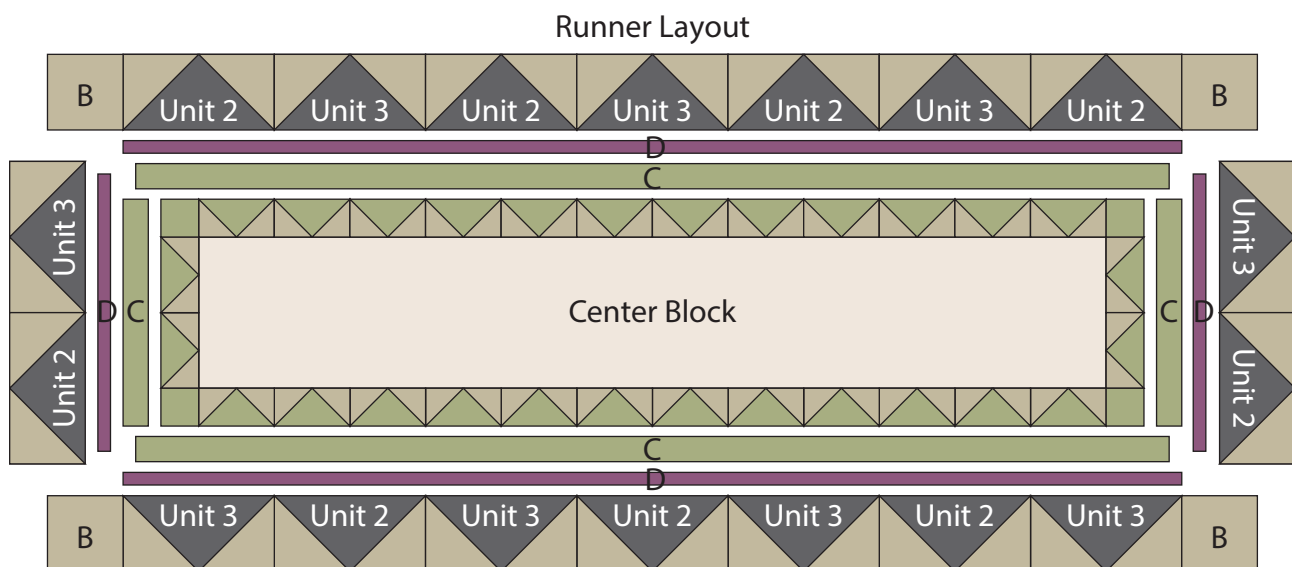 Runner Layout
B Unit 2 Unit 3 Unit 2 Unit 3 Unit 2 Unit 3 Unit 2 B
D
C
Unit 3
Unit 2
D
C
Center Block
C
D
Unit 3
Unit 2
C
D
B Unit 3 Unit 2 Unit 3 Unit 2 Unit 3 Unit 2 Unit 3 B